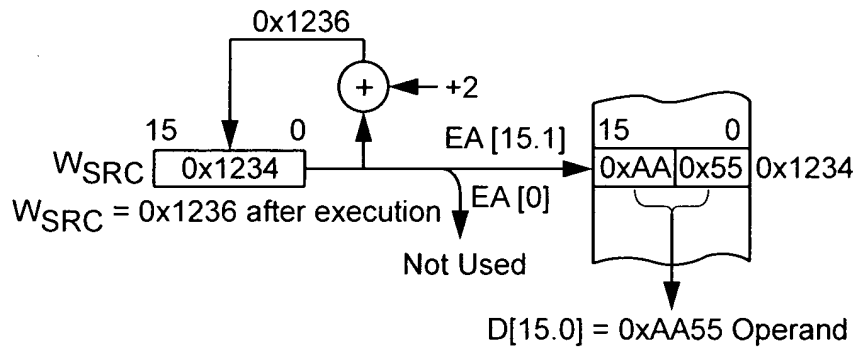 0x1236
+
+2
15 0
15 0
EA [15.1]
WSRC 0x1234
0xAA 0x55 0x1234
WSRC = 0x1236 after execution
EA [0]
Not Used
D[15.0] = 0xAA55 Operand